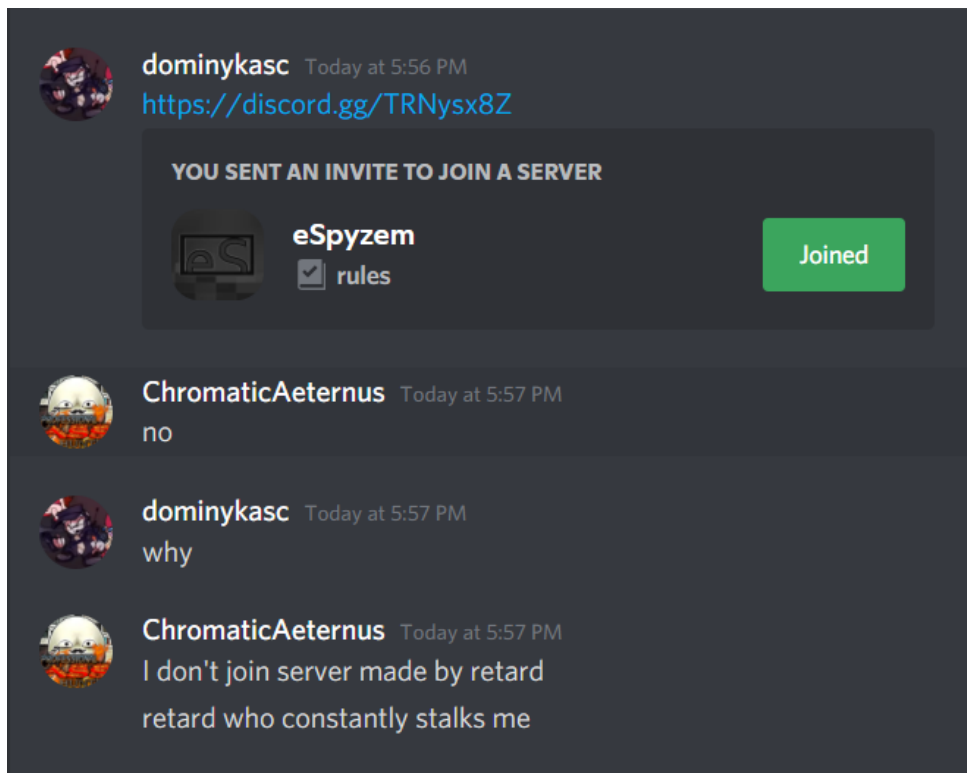 dominykasc Today at 5:56 PM
https://discord.gg/TRNysx8Z
YOU SENT AN INVITE TO JOIN A SERVER
eS
eSpyzem
rules
Joined
ChromaticAeternus Today at 5:57 PM
no
dominykasc Today at 5:57 PM
why
ChromaticAeternus Today at 5:57 PM
I don't join server made by retard
retard who constantly stalks me